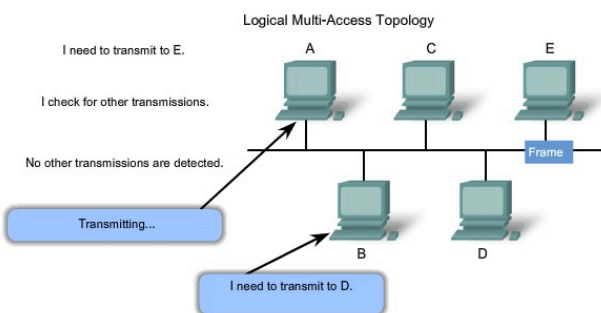 Logical Multi-Access Topology
I need to transmit to E.
A
C
E
I check for other transmissions.
No other transmissions are detected.
Frame
Transmitting...
B
D
I need to transmit to D.